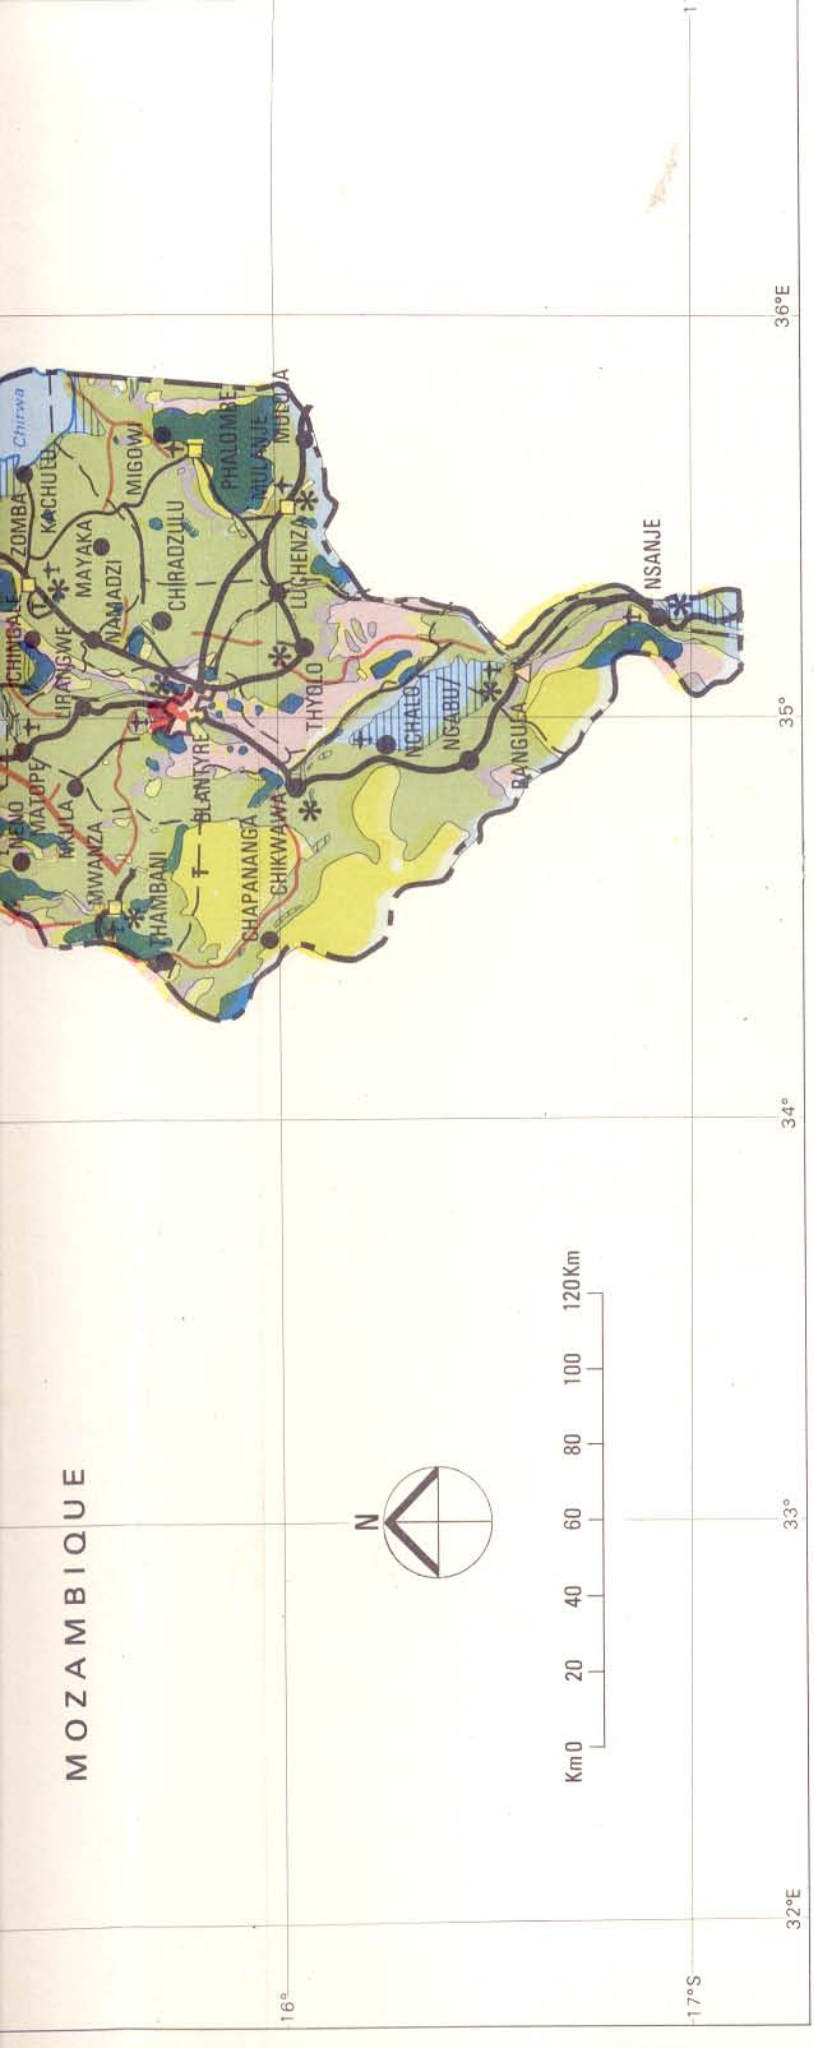 Chirwa
KACHULU
ZOMBA
MIGOWI
PHALOMBE
MULANJE
MULOZA
MAYAKA
NAMADZI
CHIRADZULU
LUCHENZA
CHINGALE
LIRANGWE
THYOLO
NSANJE
NENO
MATOPE
NKULA
MWANZA
BLANTYRE
NCHALO
NGABU
BANGULA
THAMBANI
CHAPANANGA
CHIKWAWA
MOZAMBIQUE
N
Km 0 20 40 60 80 100 120Km
36°E
35°
34°
33°
32°E
16°
17°S